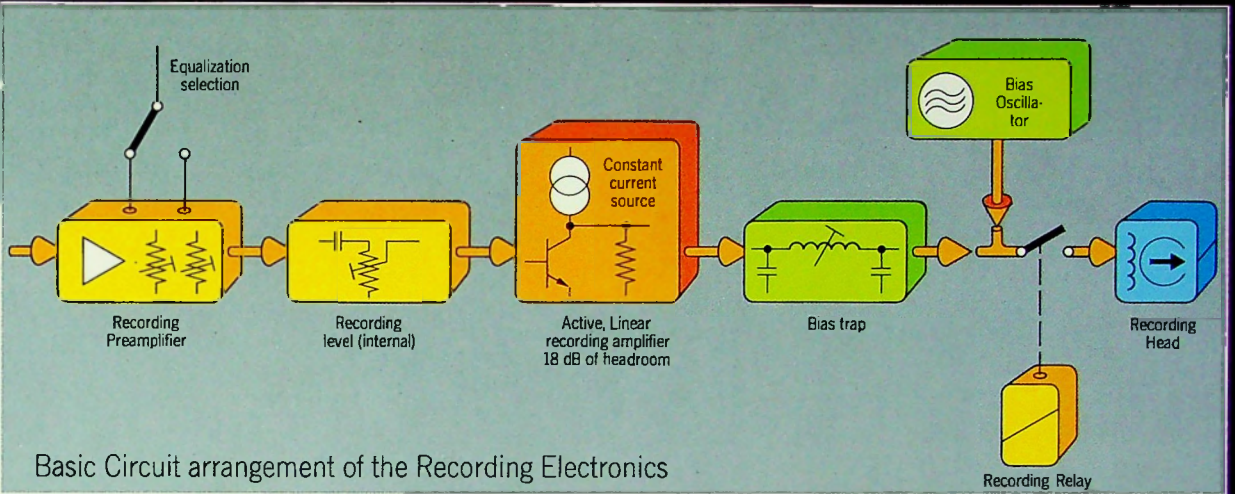 Equalization
selection
Bias
Oscilla-
tor
Constant
current
source
Recording
Preamplifier
Recording
level (internal)
Active, Linear
recording amplifier
18 dB of headroom
Bias trap
Recording
Head
Recording Relay
Basic Circuit arrangement of the Recording Electronics